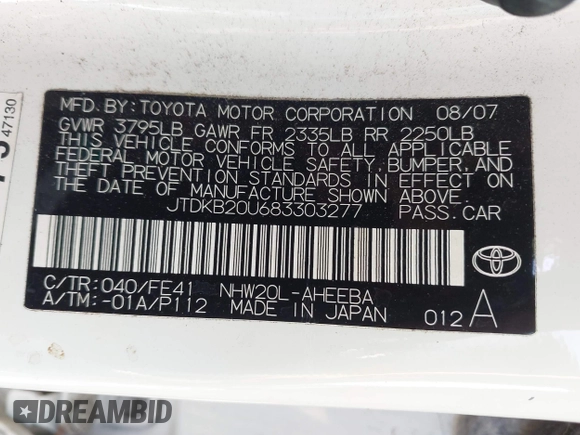 MFD. BY: TOYOTA MOTOR CORPORATION 08/07
GVWR 3795LB GAWR FR 2335LB RR 2250LB
THIS VEHICLE CONFORMS TO ALL APPLICABLE
FEDERAL MOTOR VEHICLE SAFETY, BUMPER, AND
THEFT PREVENTION STANDARDS IN EFFECT ON
THE DATE OF MANUFACTURE SHOWN ABOVE.
JTDKB20U683303277 PASS. CAR
C/TR:040/FE41 NHW20L-AHEEBA
A/TM:-01A/P112 MADE IN JAPAN 012 A
TOYOTA
47130
DREAMBID